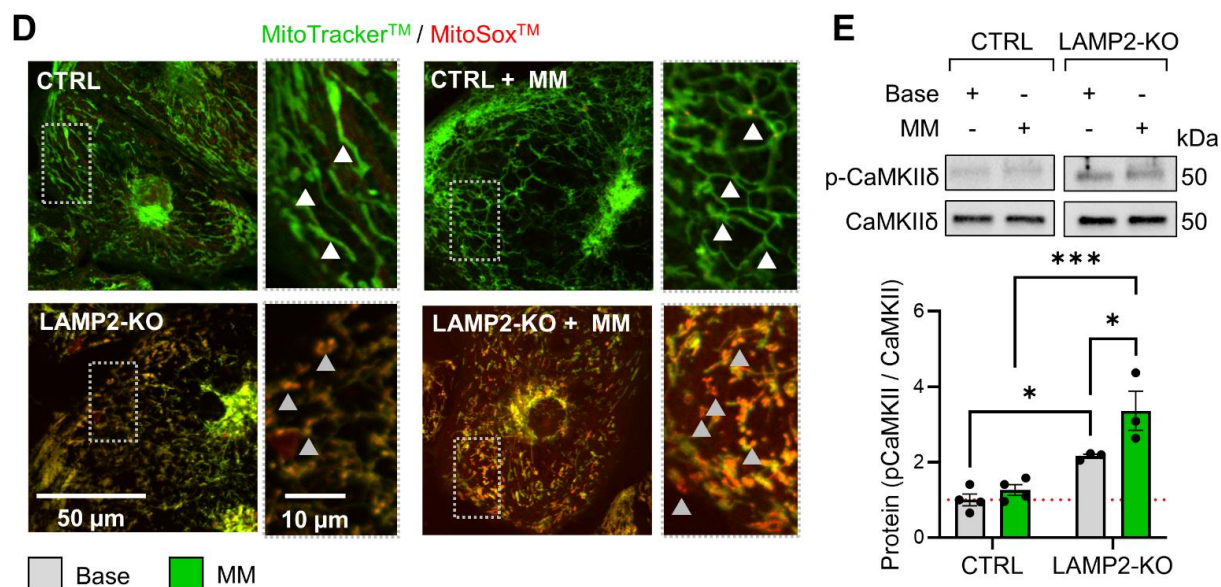 D
MitoTracker™ / MitoSox™
CTRL
CTRL + MM
LAMP2-KO
LAMP2-KO + MM
50 µm
10 µm
Base
MM
E
CTRL LAMP2-KO
Base + - + -
MM - + - + kDa
p-CaMKIIδ 50
CaMKIIδ 50
Protein (pCaMKII / CaMKII)
6
4
2
0
***
*
*
CTRL LAMP2-KO